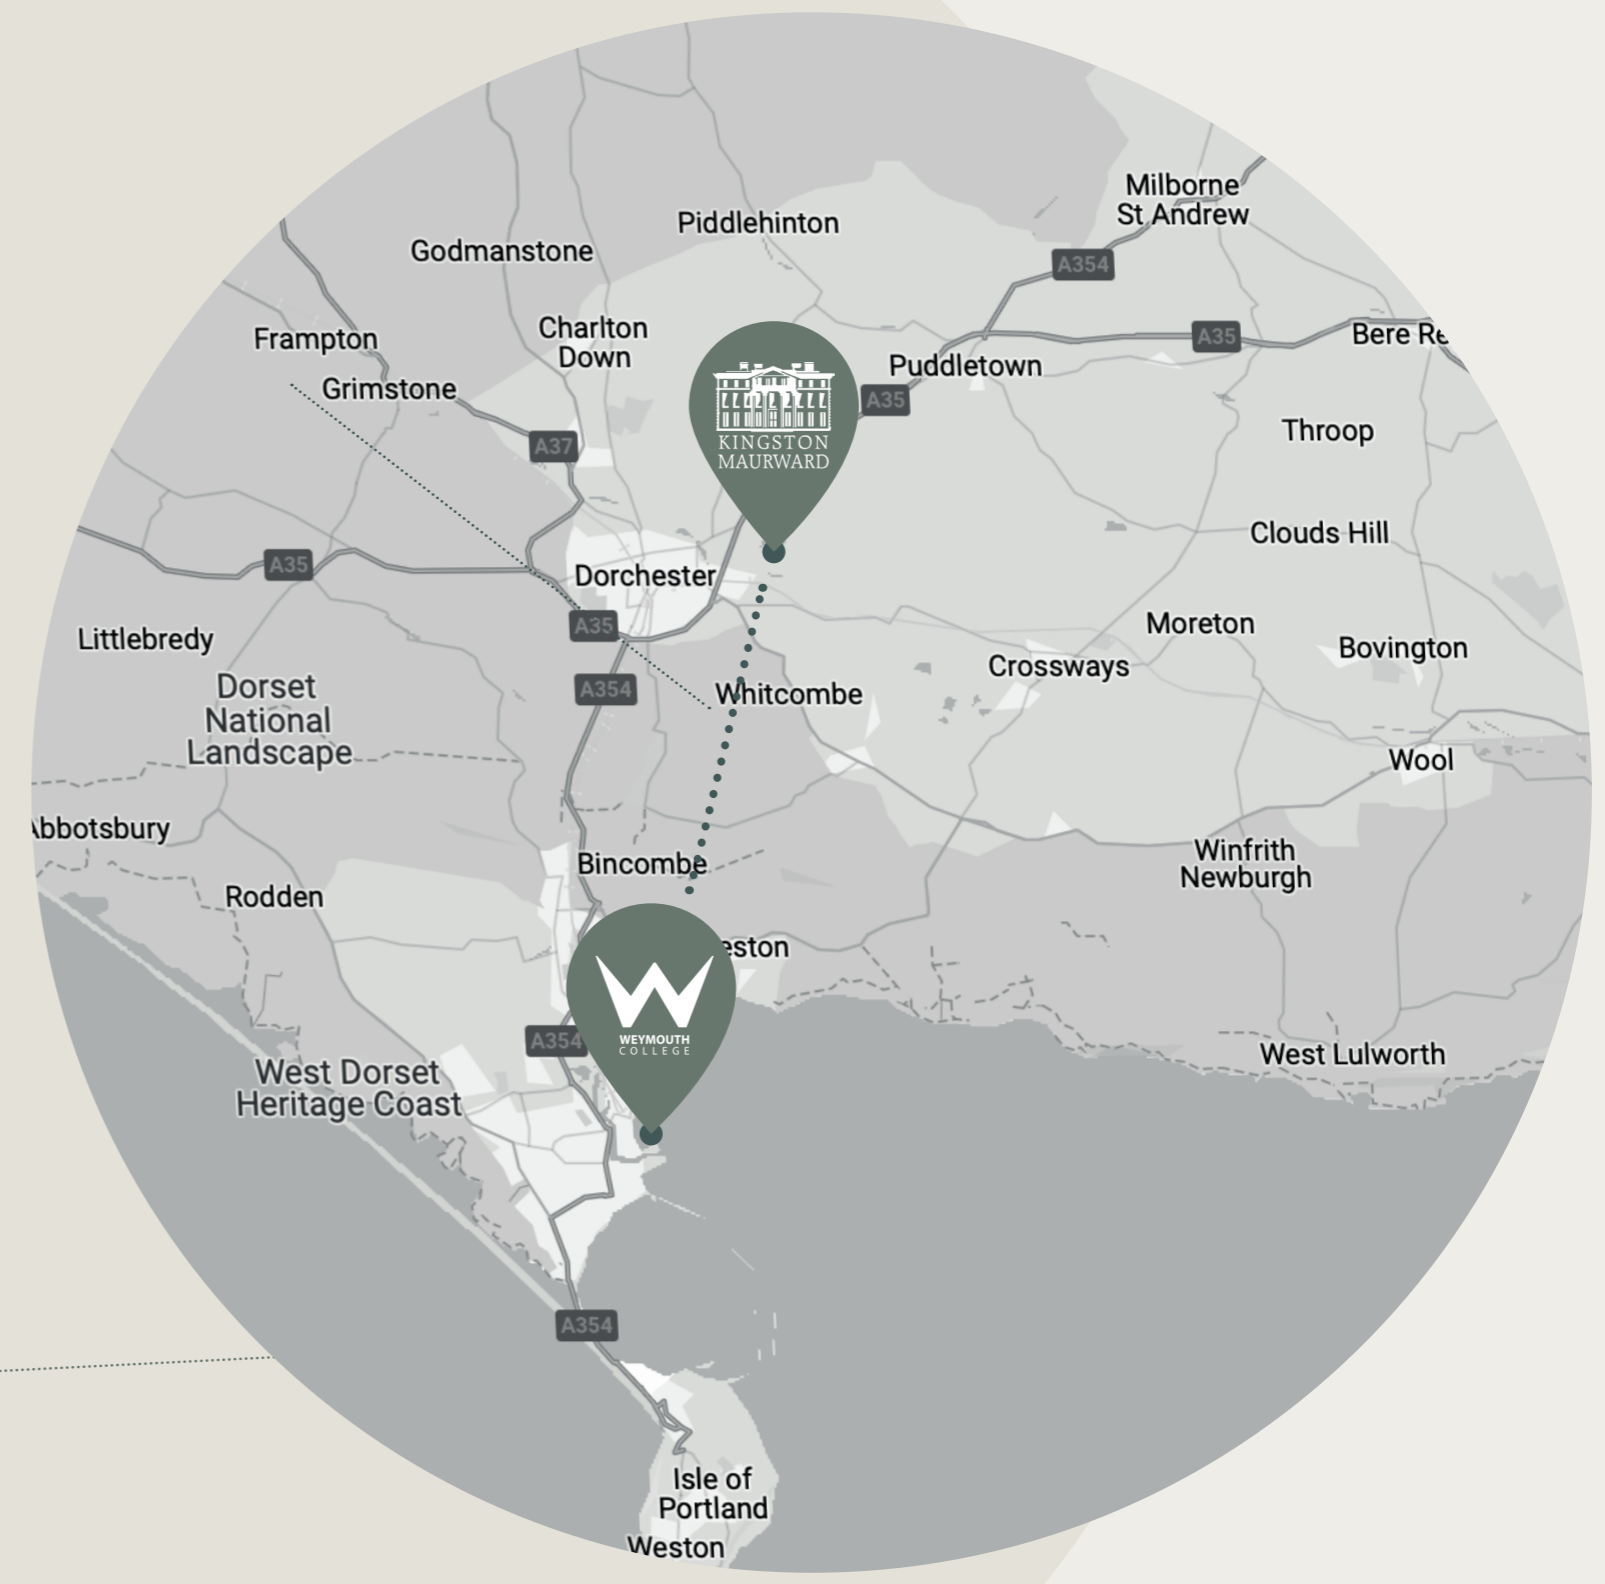 Milborne
St Andrew
Piddlehinton
Godmanstone
A354
Charlton
Down
Frampton
A35
Bere Re
Puddletown
Grimstone
A35
KINGSTON
MAURWARD
Throop
A37
Clouds Hill
A35
Dorchester
A35
Moreton
Littlebredy
Bovington
Crossways
Dorset
National
Landscape
A354
Whitcombe
Wool
Abbotsbury
Bincombe
Winfrith
Newburgh
Rodden
eston
WEYMOUTH
COLLEGE
A354
West Lulworth
West Dorset
Heritage Coast
A354
Isle of
Portland
Weston